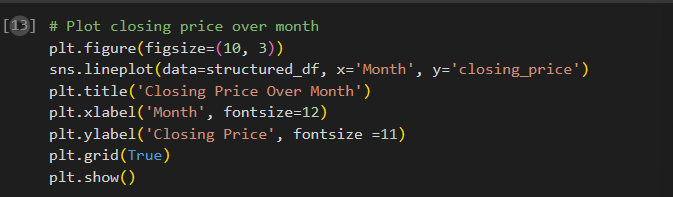 [13] # Plot closing price over month
plt.figure(figsize=(10, 3))
sns.lineplot(data=structured_df, x='Month', y='closing_price')
plt.title('Closing Price Over Month')
plt.xlabel('Month', fontsize=12)
plt.ylabel('Closing Price', fontsize =11)
plt.grid(True)
plt.show()